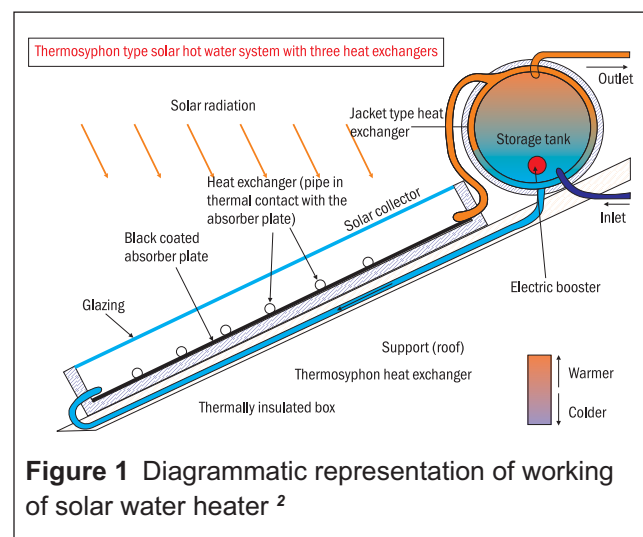 Thermosyphon type solar hot water system with three heat exchangers
Outlet
Solar radiation
Jacket type heat
exchanger
Storage tank
Heat exchanger (pipe in
thermal contact with the
absorber plate)
Solar collector
Inlet
Black coated
absorber plate
Electric booster
Glazing
Support (roof)
Thermosyphon heat exchanger
Warmer
Thermally insulated box
Colder
Figure 1 Diagrammatic representation of working
of solar water heater 2